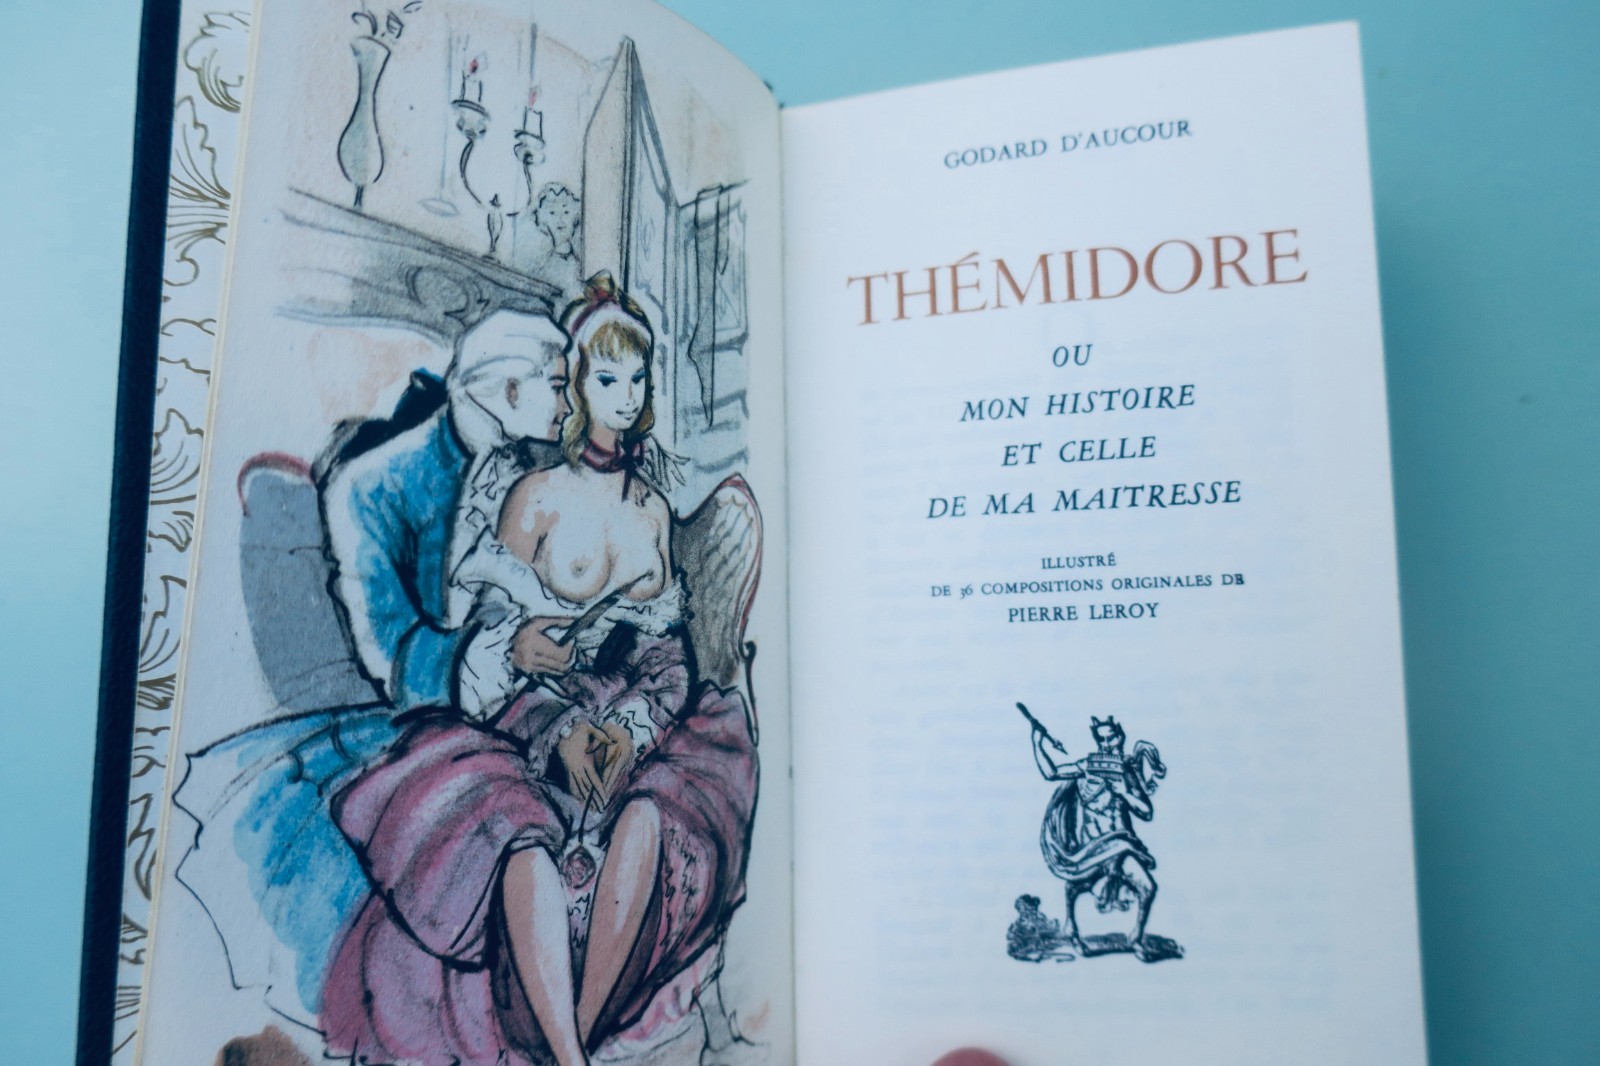 GODARD D'AUCOUR
THÉMIDORE
OU
MON HISTOIRE
ET CELLE
DE MA MAITRESSE
ILLUSTRÉ
DE 36 COMPOSITIONS ORIGINALES DE
PIERRE LEROY